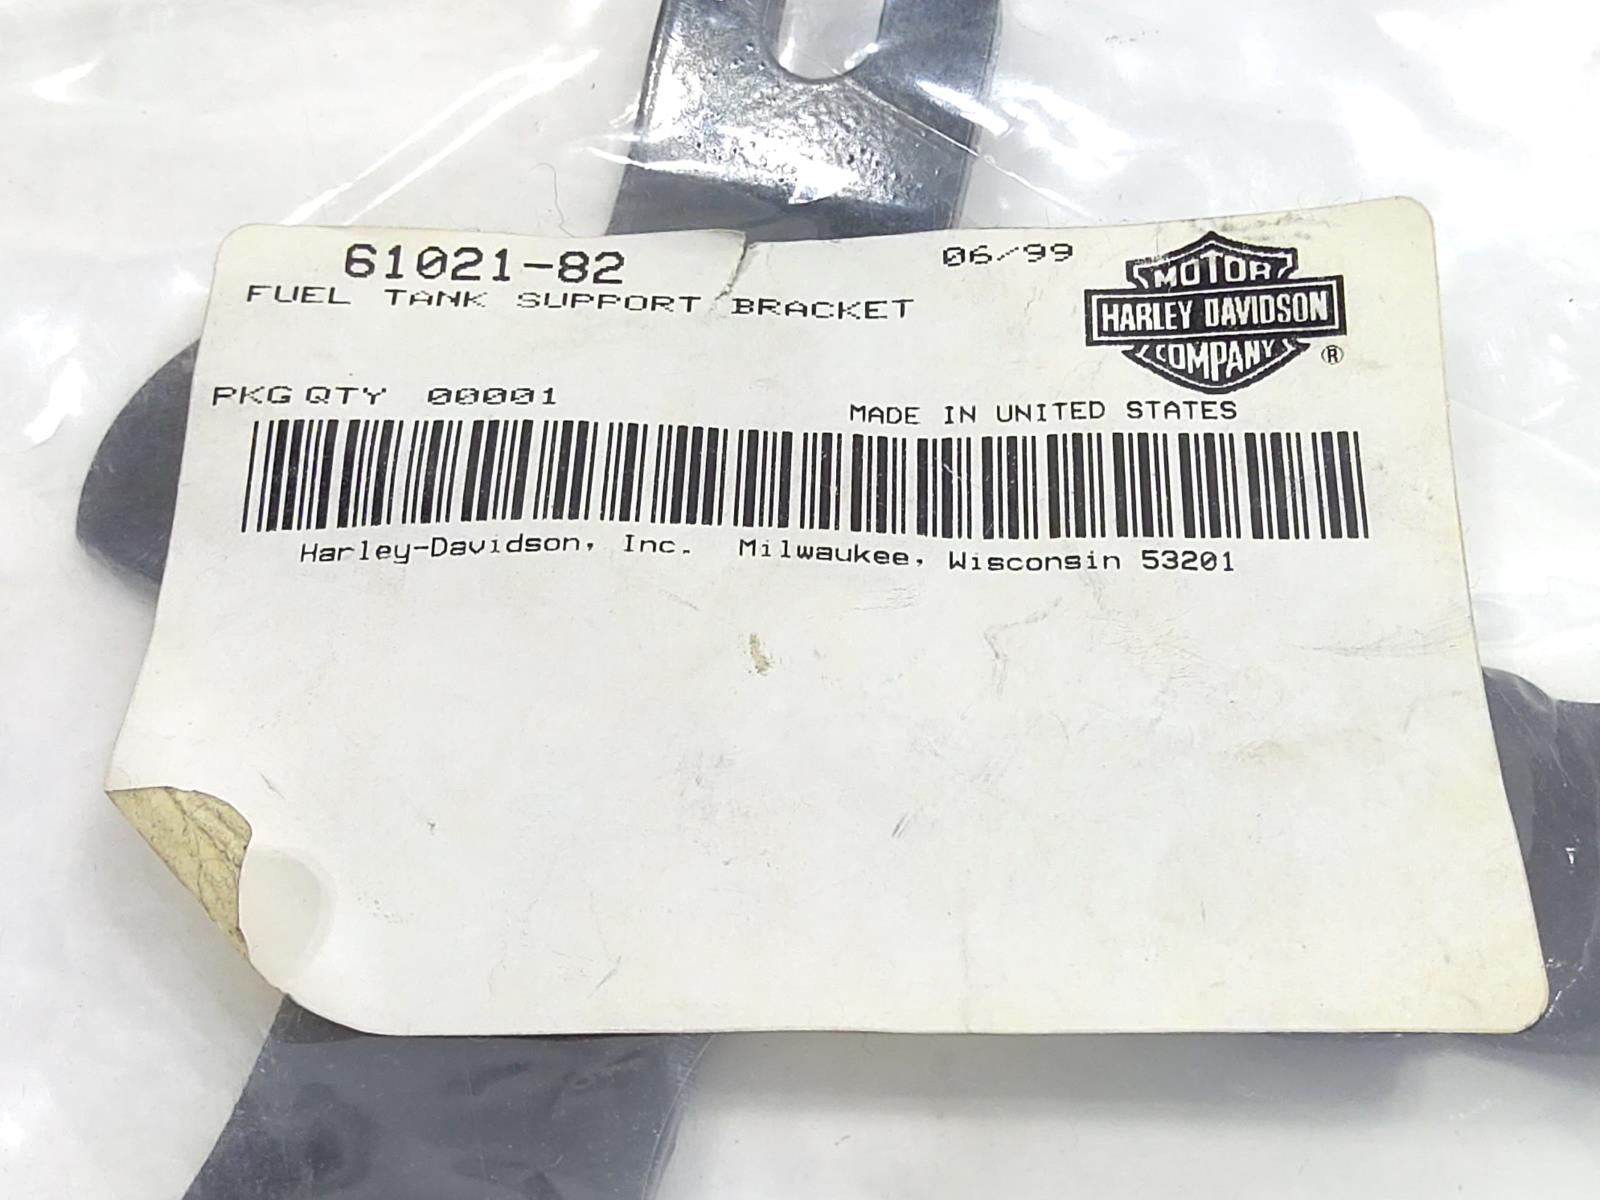 61021-82
06/99
FUEL TANK SUPPORT BRACKET
MOTOR
HARLEY DAVIDSON
COMPANY
®
PKG QTY 00001
MADE IN UNITED STATES
Harley-Davidson, Inc. Milwaukee, Wisconsin 53201